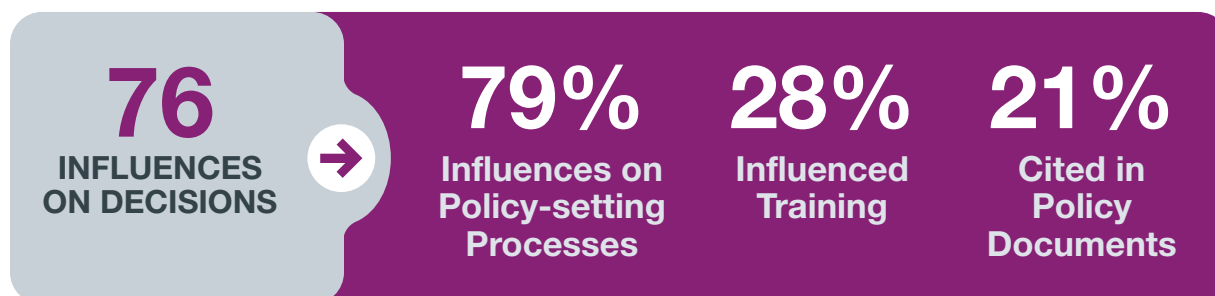 76
INFLUENCES
ON DECISIONS
79%
Influences on
Policy-setting
Processes
28%
Influenced
Training
21%
Cited in
Policy
Documents